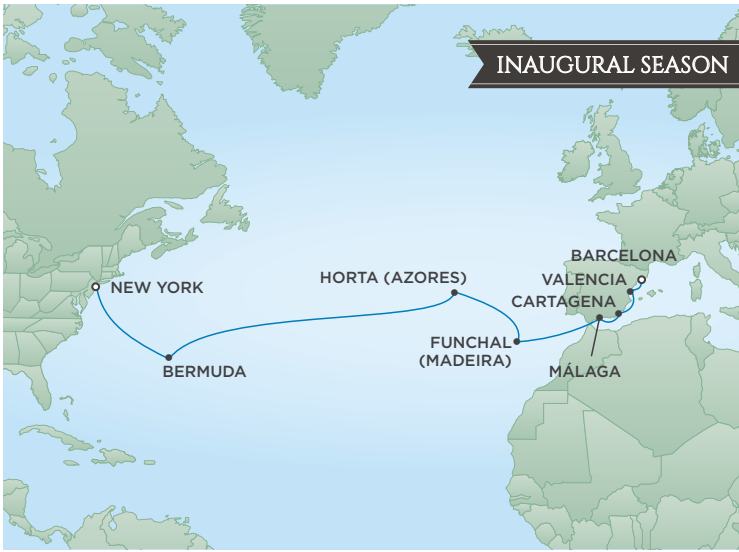 INAUGURAL SEASON
BARCELONA
HORTA (AZORES)
VALENCIA
NEW YORK
CARTAGENA
FUNCHAL
(MADEIRA)
BERMUDA
MÁLAGA